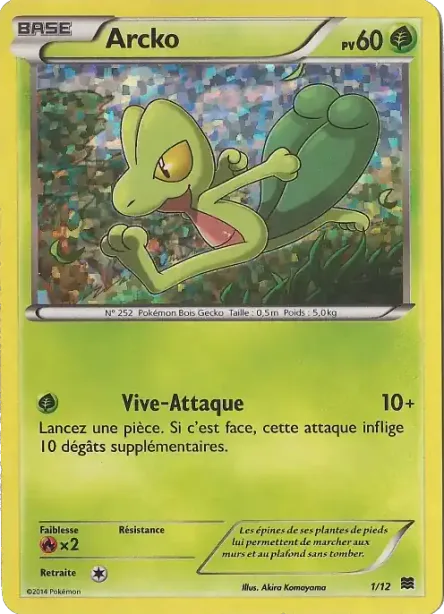 BASE
Arcko
PV60
N° 252 Pokémon Bois Gecko Taille : 0,5m Poids : 5,0kg
Vive-Attaque 10+
Lancez une pièce. Si c'est face, cette attaque inflige
10 dégâts supplémentaires.
Faiblesse Résistance
×2
Retraite
Les épines de ses plantes de pieds
lui permettent de marcher aux
murs et au plafond sans tomber.
©2014 Pokémon
Illus. Akira Komayama
1/12